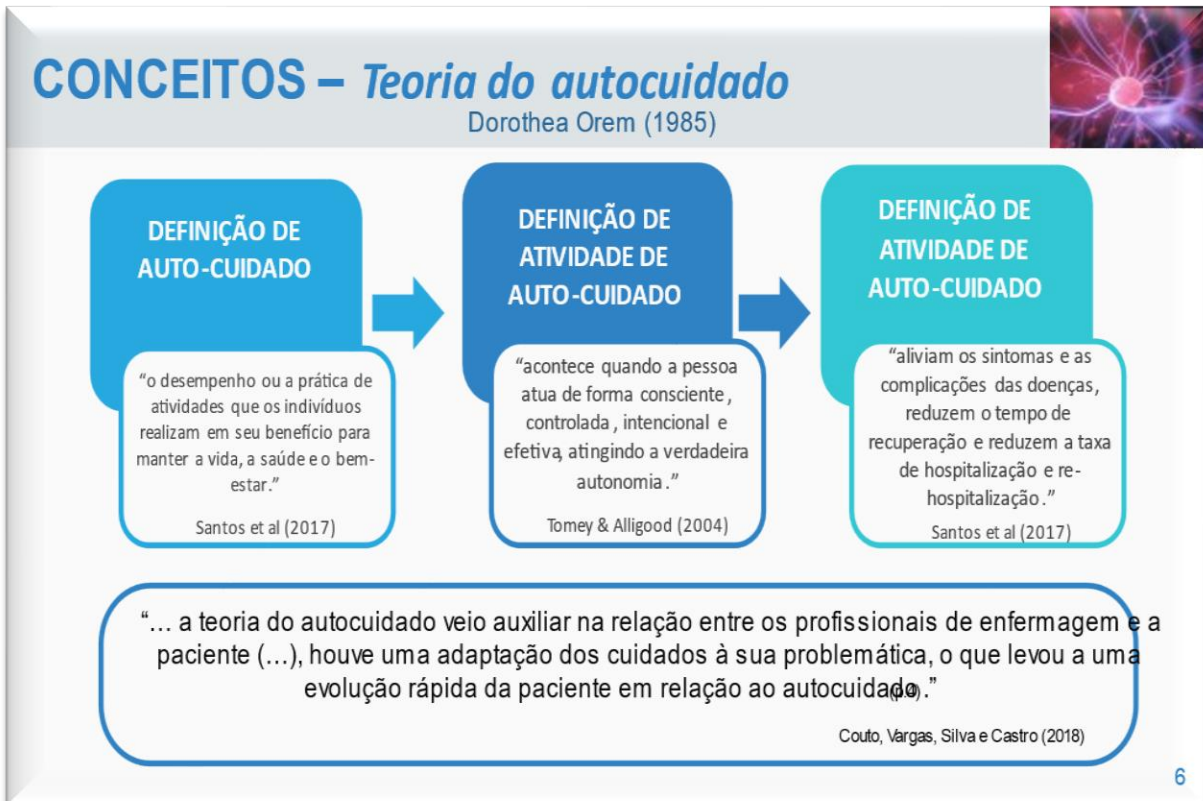 CONCEITOS – Teoria do autocuidado
Dorothea Orem (1985)
DEFINIÇÃO DE
AUTO-CUIDADO
“o desempenho ou a prática de
atividades que os indivíduos
realizam em seu benefício para
manter a vida, a saúde e o bem-
estar.”
Santos et al (2017)
DEFINIÇÃO DE
ATIVIDADE DE
AUTO-CUIDADO
“acontece quando a pessoa
atua de forma consciente,
controlada, intencional e
efetiva, atingindo a verdadeira
autonomia.”
Tomey & Alligood (2004)
DEFINIÇÃO DE
ATIVIDADE DE
AUTO-CUIDADO
“aliviam os sintomas e as
complicações das doenças,
reduzem o tempo de
recuperação e reduzem a taxa
de hospitalização e re-
hospitalização.”
Santos et al (2017)
“… a teoria do autocuidado veio auxiliar na relação entre os profissionais de enfermagem e a
paciente (…), houve uma adaptação dos cuidados à sua problemática, o que levou a uma
evolução rápida da paciente em relação ao autocuidado.”
Couto, Vargas, Silva e Castro (2018)
6